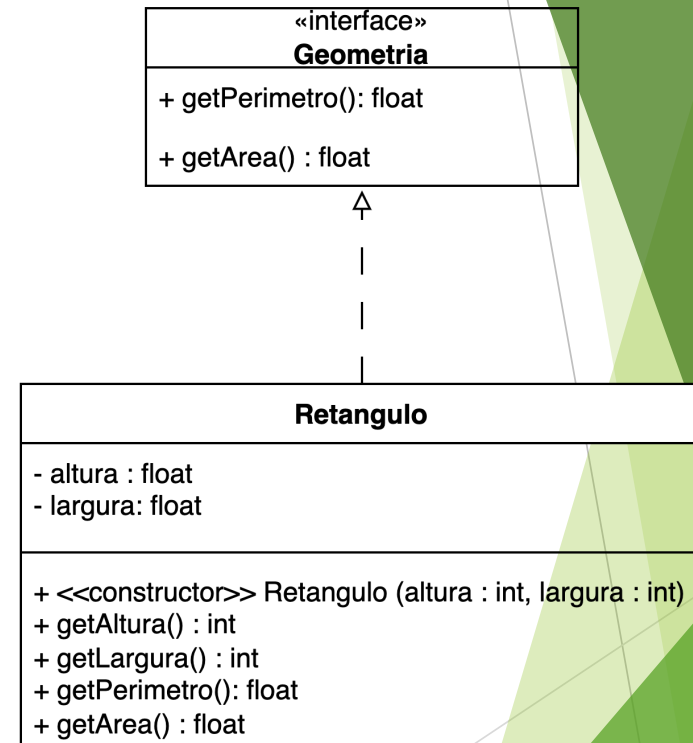 «interface»
Geometria
+ getPerimetro(): float
+ getArea() : float
Retangulo
- altura : float
- largura: float
+ <<constructor>> Retangulo (altura : int, largura : int)
+ getAltura() : int
+ getLargura() : int
+ getPerimetro(): float
+ getArea() : float